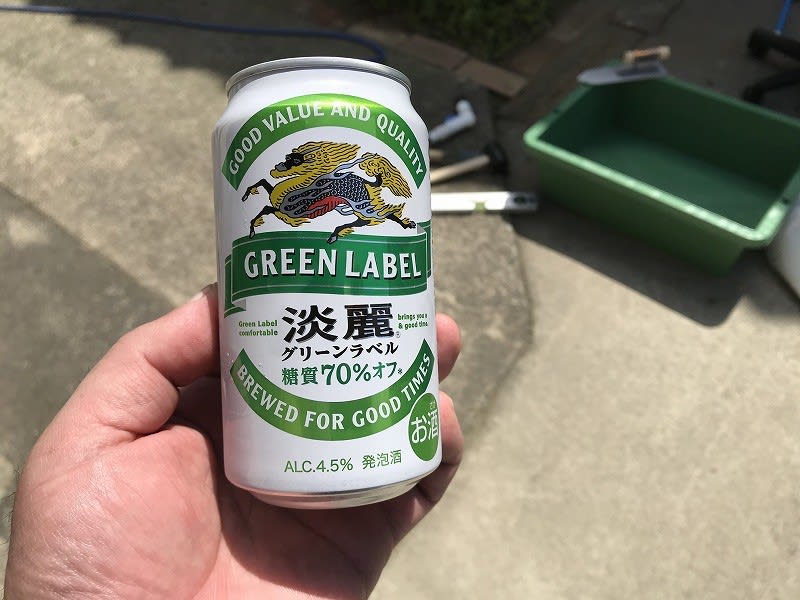 GOOD VALUE AND QUALITY
GREEN LABEL
Green Label
comfortable
淡麗
brings you a
& good time.
グリーンラベル
糖質70%オフ*
BREWED FOR GOOD TIMES
お酒
ALC.4.5% 発泡酒